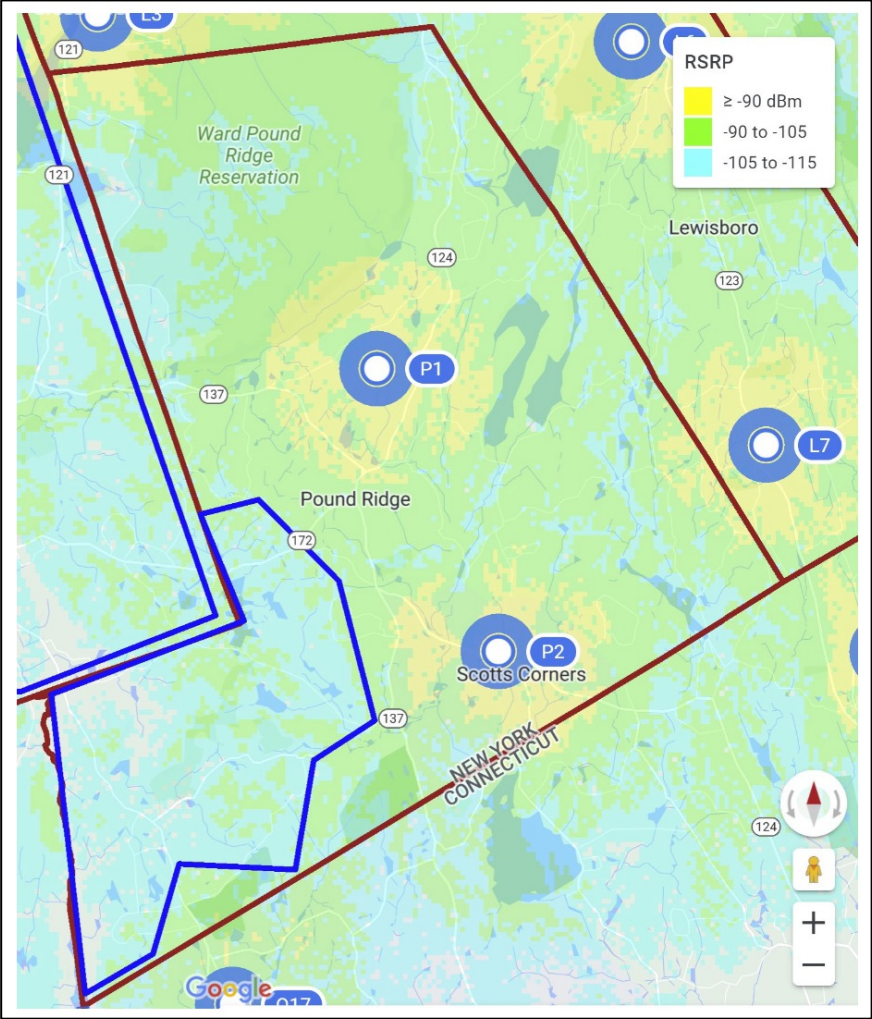 L3
121
RSRP
≥ -90 dBm
-90 to -105
-105 to -115
Ward Pound
Ridge
Reservation
121
Lewisboro
124
123
P1
137
L7
Pound Ridge
172
P2
Scotts Corners
137
NEW YORK
CONNECTICUT
124
+
−
Google